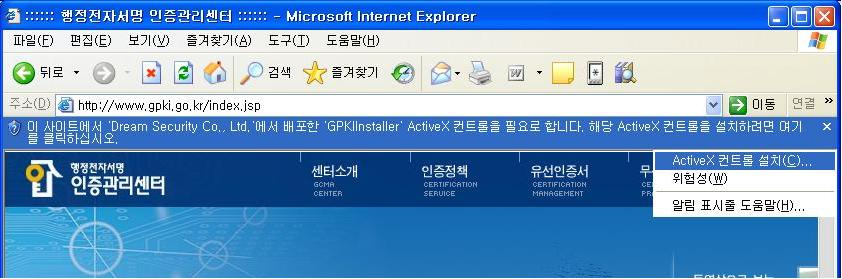 :::::: 행정전자서명 인증관리센터 :::::: - Microsoft Internet Explorer
파일(F) 편집(E) 보기(V) 즐겨찾기(A) 도구(T) 도움말(H)
뒤로 검색 즐겨찾기
주소(D) http://www.gpki.go.kr/index.jsp 이동 연결 »
이 사이트에서 'Dream Security Co., Ltd.'에서 배포한 'GPKIInstaller' ActiveX 컨트롤을 필요로 합니다. 해당 ActiveX 컨트롤을 설치하려면 여기
를 클릭하십시오.
행정전자서명
인증관리센터
센터소개 인증정책 유선인증서
GCMA CERTIFICATION CERTIFICATION
CENTER SERVICE MANAGEMENT
ActiveX 컨트롤 설치(C)...
위험성(W)
알림 표시줄 도움말(H)...